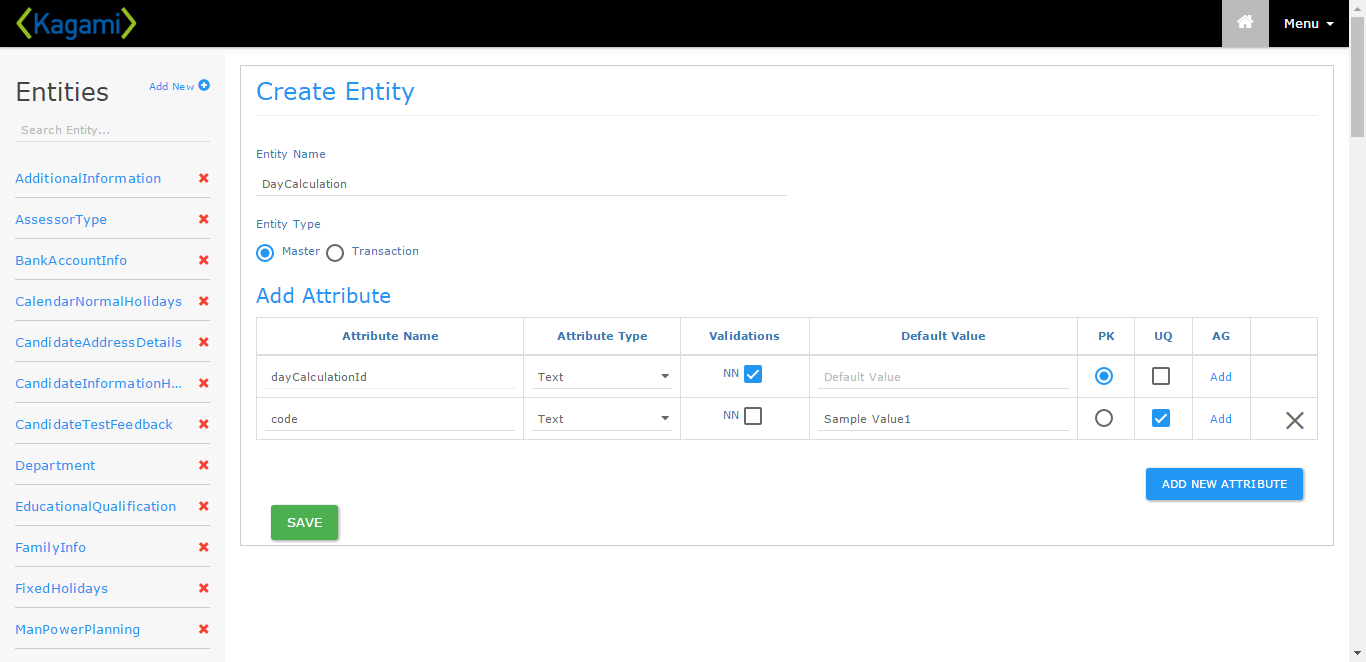 <Kagami>
Menu
Entities
Add New
Search Entity...
AdditionalInformation
AssessorType
BankAccountInfo
CalendarNormalHolidays
CandidateAddressDetails
CandidateInformationH...
CandidateTestFeedback
Department
EducationalQualification
FamilyInfo
FixedHolidays
ManPowerPlanning
Create Entity
Entity Name
DayCalculation
Entity Type
Master Transaction
Add Attribute
Attribute Name Attribute Type Validations Default Value PK UQ AG
dayCalculationId Text NN Default Value Add
code Text NN Sample Value1 Add
ADD NEW ATTRIBUTE
SAVE